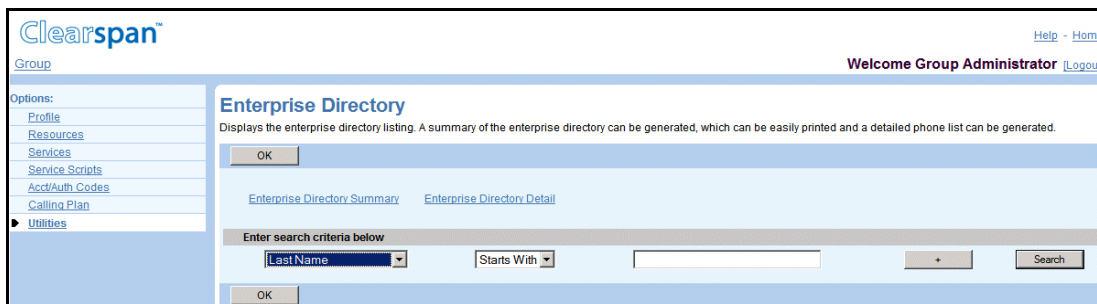 Clearspan™
Help - Hom
Group
Welcome Group Administrator [Logou
Options:
Profile
Resources
Services
Service Scripts
Acct/Auth Codes
Calling Plan
Utilities
Enterprise Directory
Displays the enterprise directory listing. A summary of the enterprise directory can be generated, which can be easily printed and a detailed phone list can be generated.
OK
Enterprise Directory Summary Enterprise Directory Detail
Enter search criteria below
Last Name Starts With + Search
OK